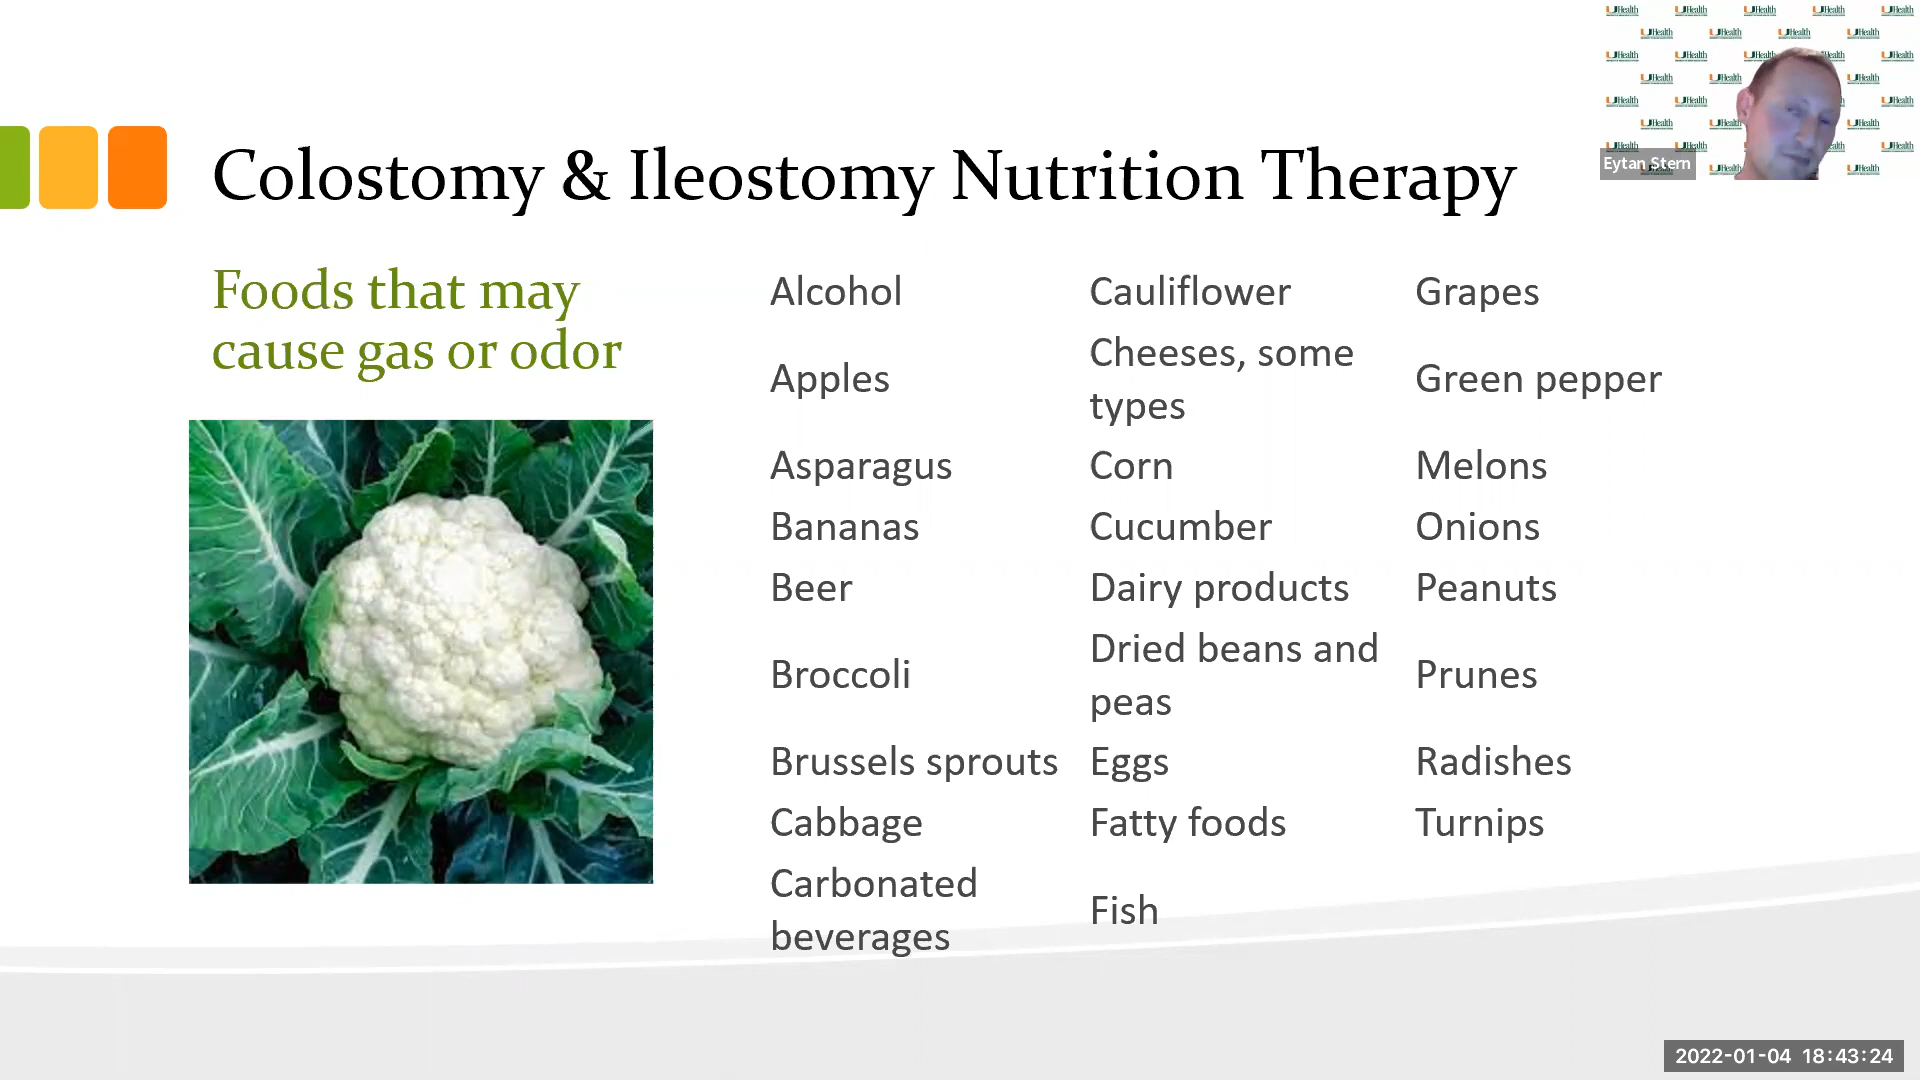 Colostomy & Ileostomy Nutrition Therapy
Foods that may
cause gas or odor
Alcohol
Apples
Asparagus
Bananas
Beer
Broccoli
Brussels sprouts
Cabbage
Carbonated
beverages
Cauliflower
Cheeses, some
types
Corn
Cucumber
Dairy products
Dried beans and
peas
Eggs
Fatty foods
Fish
Grapes
Green pepper
Melons
Onions
Peanuts
Prunes
Radishes
Turnips
UHealth
Eytan Stern
2022-01-04 18:43:24